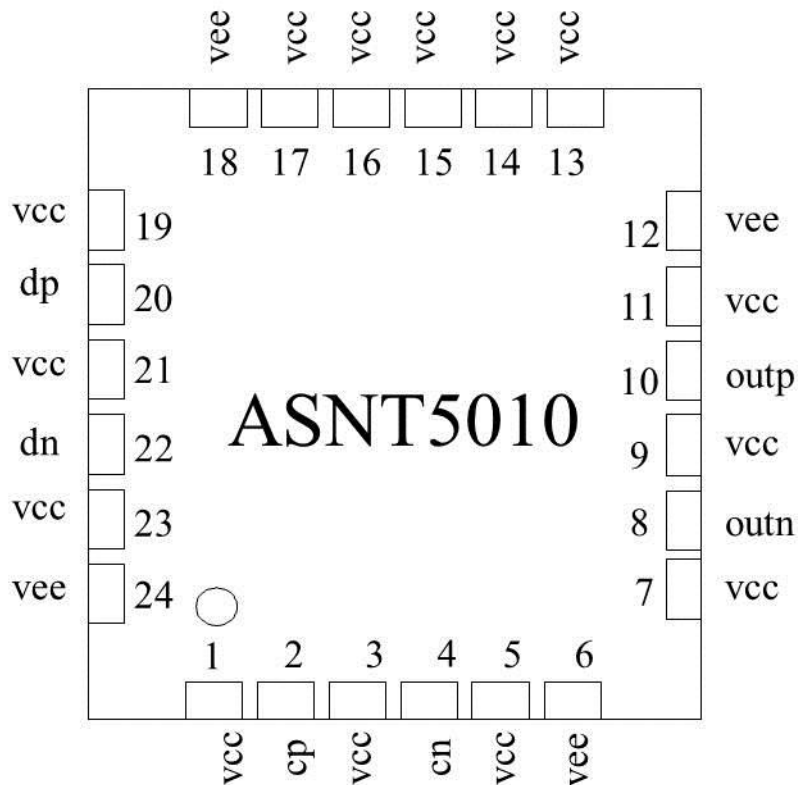 vee vcc vcc vcc vcc vcc
18 17 16 15 14 13
vcc 19 12 vee
dp 20 11 vcc
vcc 21 10 outp
ASNT5010
dn 22 9 vcc
vcc 23 8 outn
vee 24 7 vcc
1 2 3 4 5 6
vcc cp vcc cn vcc vee